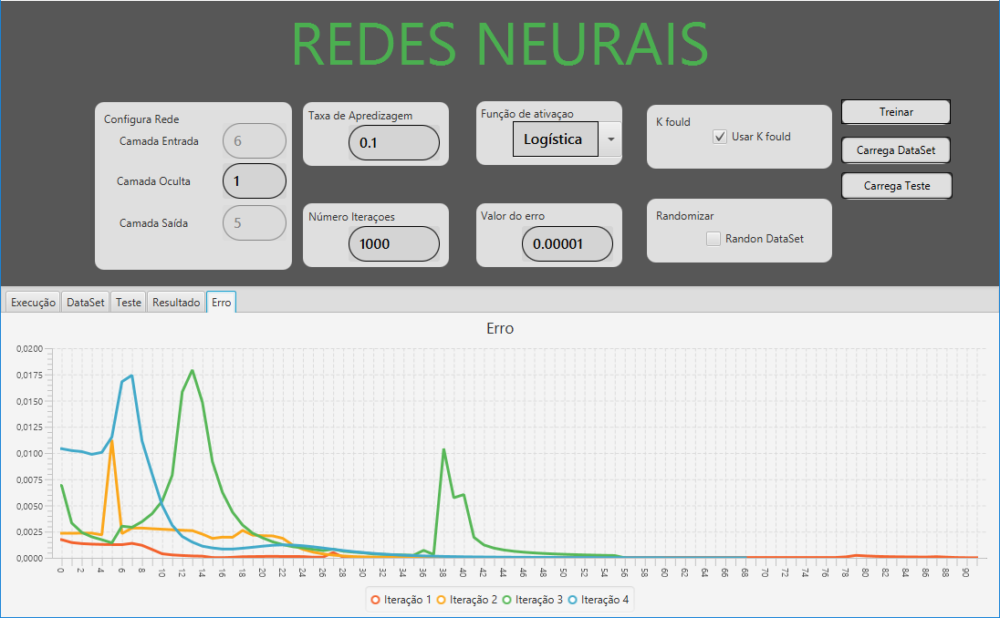 REDES NEURAIS
Configura Rede
Camada Entrada
6
Camada Oculta
1
Camada Saída
5
Taxa de Apredizagem
0.1
Número Iteraçoes
1000
Função de ativaçao
Logística
Valor do erro
0.00001
K fould
Usar K fould
Randomizar
Randon DataSet
Treinar
Carrega DataSet
Carrega Teste
Execução DataSet Teste Resultado Erro
Erro
0,0200
0,0175
0,0150
0,0125
0,0100
0,0075
0,0050
0,0025
0,0000
0 2 4 6 8 10 12 14 16 18 20 22 24 26 28 30 32 34 36 38 40 42 44 46 48 50 52 54 56 58 60 62 64 66 68 70 72 74 76 78 80 82 84 86 88 90
Iteração 1 Iteração 2 Iteração 3 Iteração 4